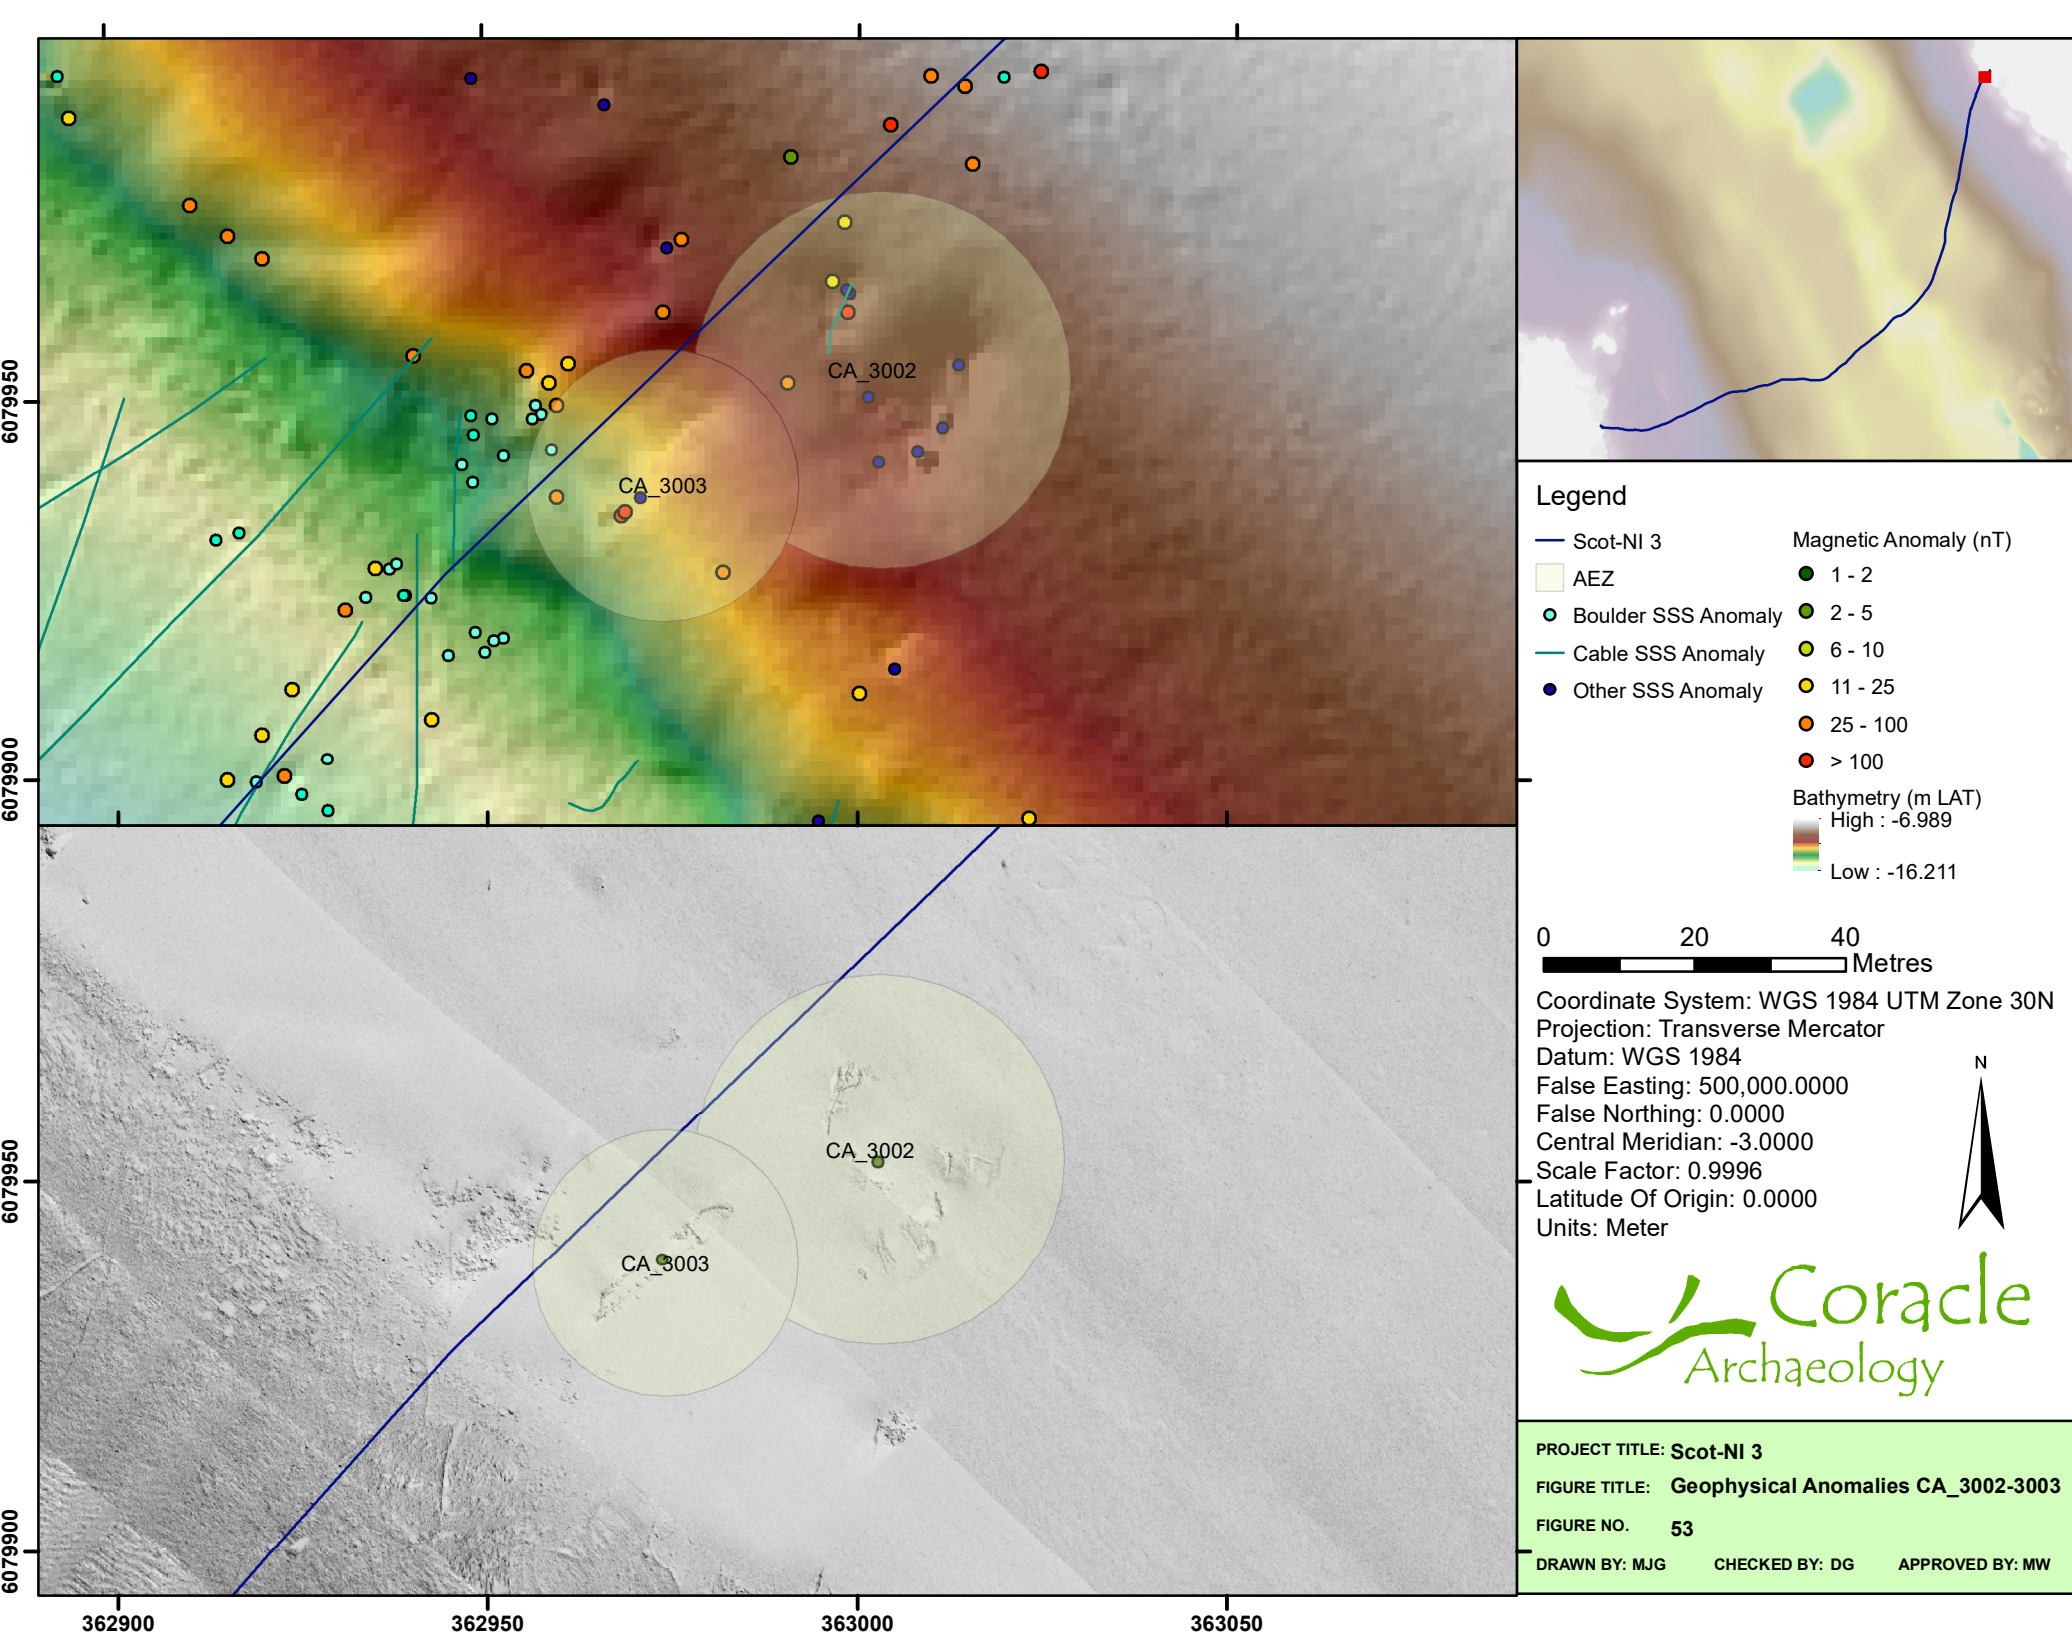 6079950
6079900
CA_3002
CA_3003
6079950
6079900
CA_3002
CA_3003
362900
362950
363000
363050
Legend
Scot-NI 3
AEZ
Boulder SSS Anomaly
Cable SSS Anomaly
Other SSS Anomaly
Magnetic Anomaly (nT)
1 - 2
2 - 5
6 - 10
11 - 25
25 - 100
> 100
Bathymetry (m LAT)
High : -6.989
Low : -16.211
0 20 40
Metres
Coordinate System: WGS 1984 UTM Zone 30N
Projection: Transverse Mercator
Datum: WGS 1984
False Easting: 500,000.0000
False Northing: 0.0000
Central Meridian: -3.0000
Scale Factor: 0.9996
Latitude Of Origin: 0.0000
Units: Meter
N
Coracle
Archaeology
PROJECT TITLE: Scot-NI 3
FIGURE TITLE: Geophysical Anomalies CA_3002-3003
FIGURE NO. 53
DRAWN BY: MJG CHECKED BY: DG APPROVED BY: MW